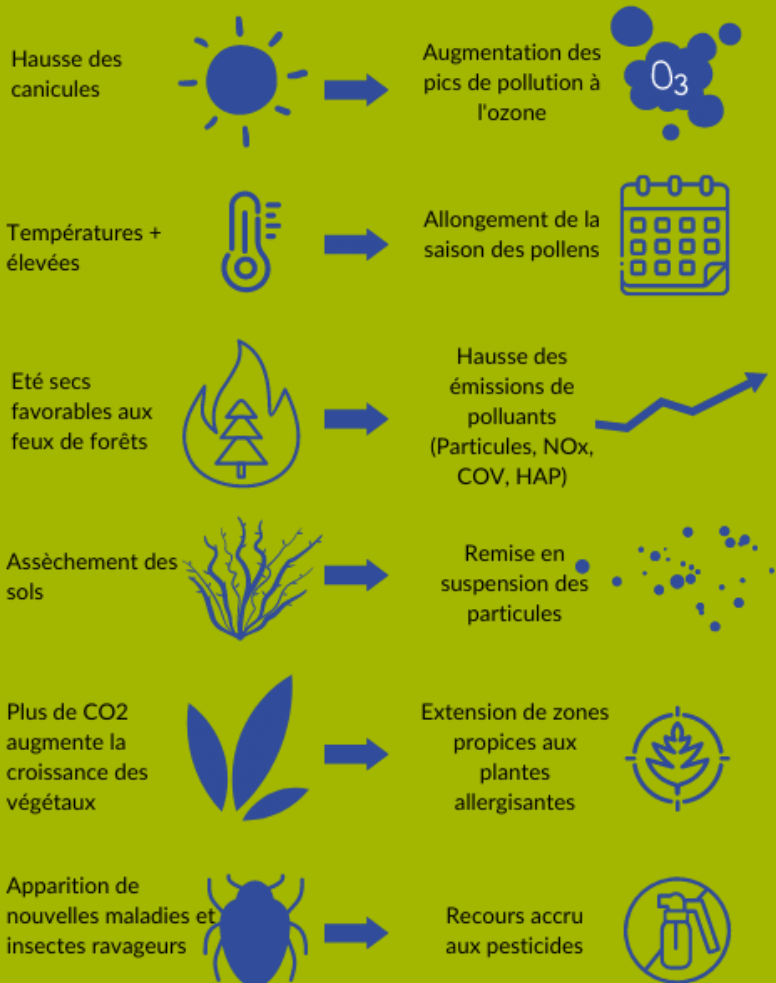 Hausse des
canicules
Augmentation des
pics de pollution à
l'ozone
O3
Températures +
élevées
Allongement de la
saison des pollens
Eté secs
favorables aux
feux de forêts
Hausse des
émissions de
polluants
(Particules, NOx,
COV, HAP)
Assèchement des
sols
Remise en
suspension des
particules
Plus de CO2
augmente la
croissance des
végétaux
Extension de zones
propices aux
plantes
allergisantes
Apparition de
nouvelles maladies et
insectes ravageurs
Recours accru
aux pesticides